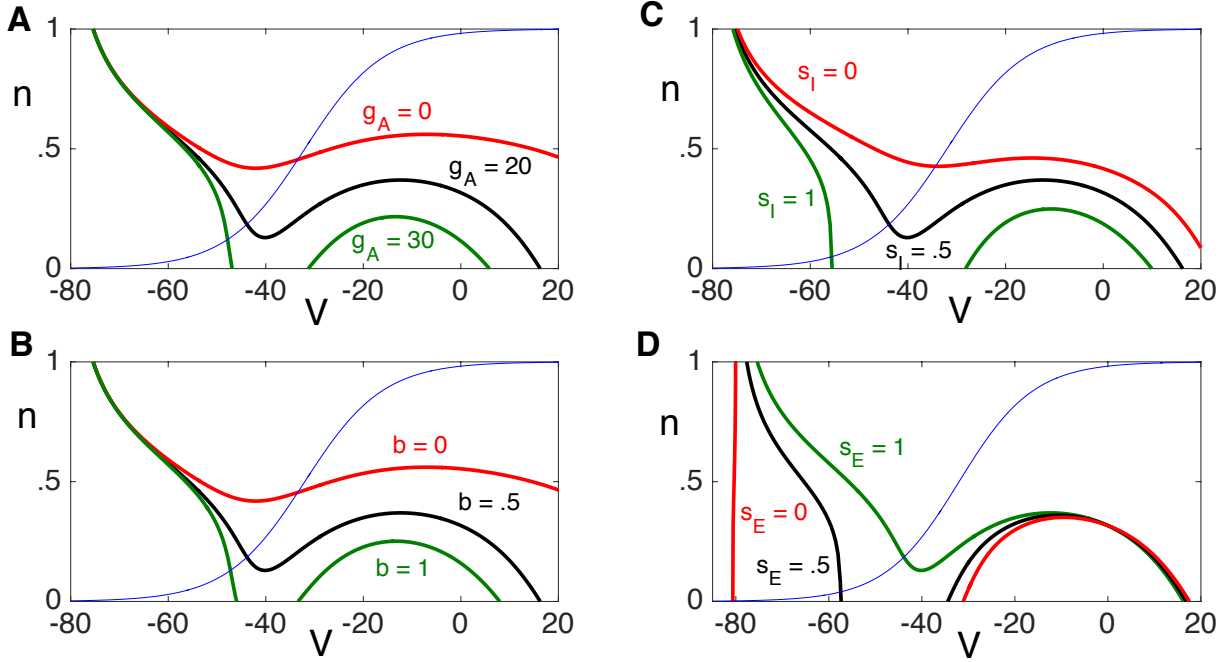 A
1
n
.5
0
-80
-60
-40
-20
0
20
V
g_A = 0
g_A = 20
g_A = 30
B
1
n
.5
0
-80
-60
-40
-20
0
20
V
b = 0
b = .5
b = 1
C
1
.5
0
-80
-60
-40
-20
0
20
V
n
s_I = 0
s_I = 1
s_I = .5
D
1
n
.5
0
-80
-60
-40
-20
0
20
V
s_E = 1
s_E = 0
s_E = .5